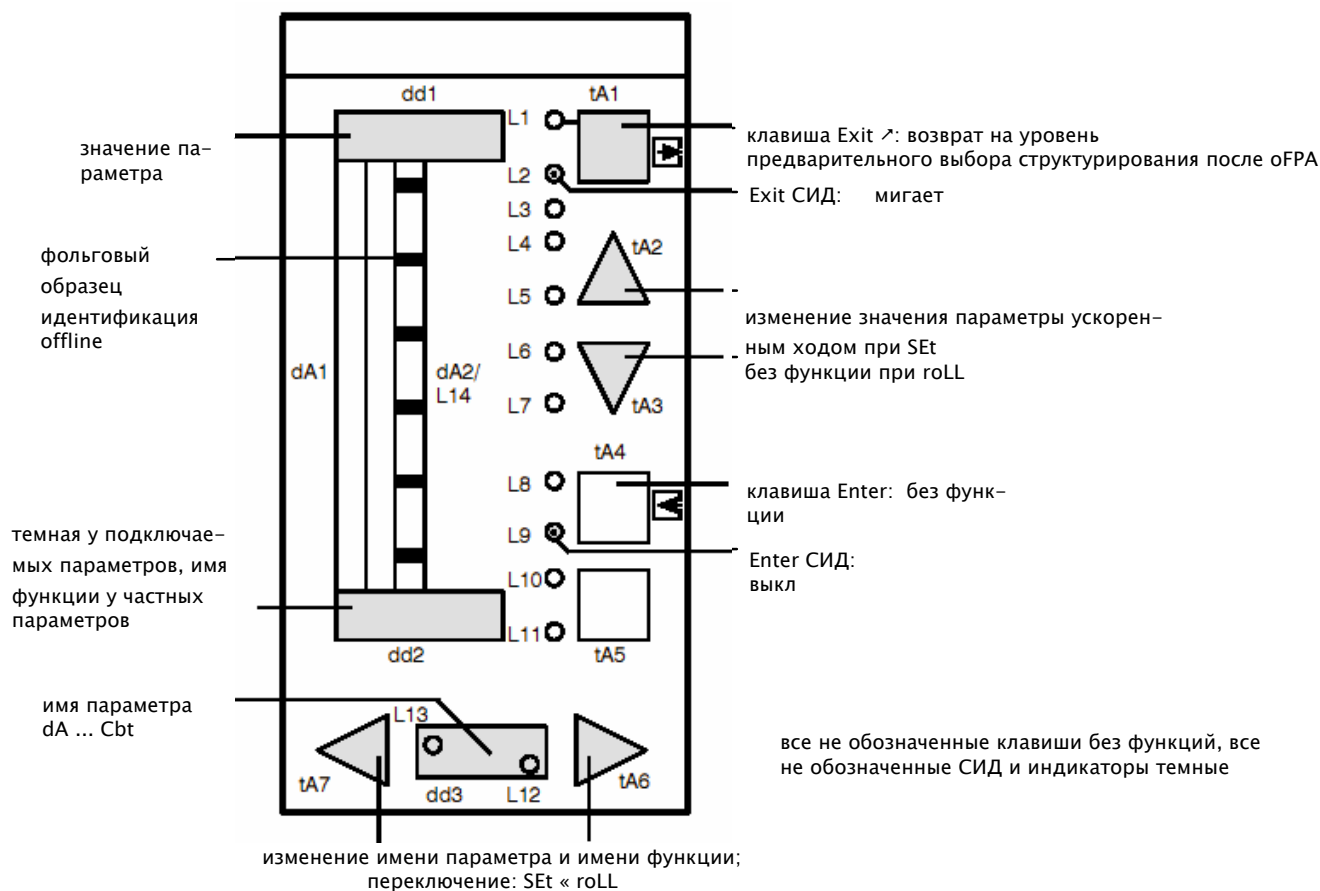 dd1
tA1
L1
значение па-
раметра
клавиша Exit ↗: возврат на уровень
предварительного выбора структурирования после oFPA
L2
Exit СИД: мигает
L3
L4
tA2
фольговый
образец
идентификация
offline
L5
изменение значения параметры ускорен-
ным ходом при SEt
без функции при roLL
L6
dA1
dA2/
L14
L7
tA3
tA4
L8
клавиша Enter: без функ-
ции
L9
темная у подключае-
мых параметров, имя
функции у частных
параметров
Enter СИД:
выкл
L10
L11
dd2
tA5
имя параметра
dA ... Cbt
L13
все не обозначенные клавиши без функций, все
не обозначенные СИД и индикаторы темные
tA7
dd3
L12
tA6
изменение имени параметра и имени функции;
переключение: SEt « roLL